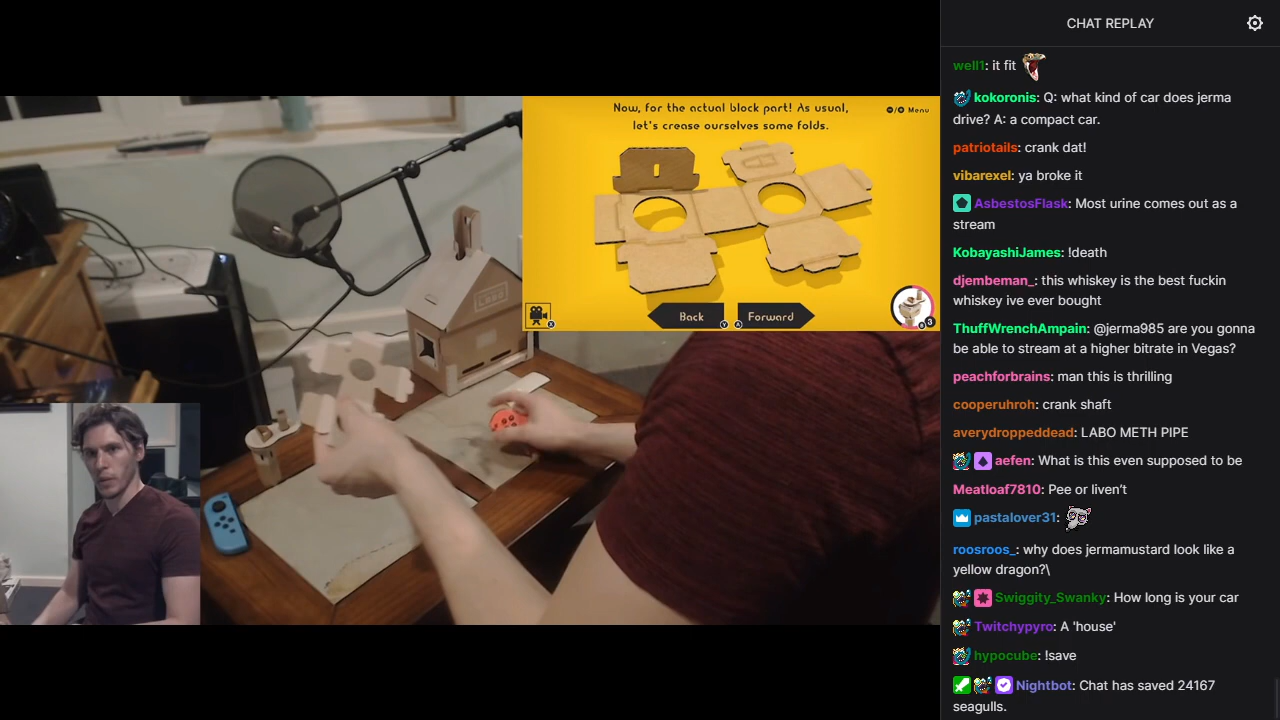 Now, for the actual block part! As usual,
let's crease ourselves some folds.
Menu
Back
Forward
LABO
CHAT REPLAY
well1: it fit
kokoronis: Q: what kind of car does jerma
drive? A: a compact car.
patriotails: crank dat!
vibarexel: ya broke it
AsbestosFlask: Most urine comes out as a
stream
KobayashiJames: !death
djembeman_: this whiskey is the best fuckin
whiskey ive ever bought
ThuffWrenchAmpain: @jerma985 are you gonna
be able to stream at a higher bitrate in Vegas?
peachforbrains: man this is thrilling
cooperuhroh: crank shaft
averydroppeddead: LABO METH PIPE
aefen: What is this even supposed to be
Meatloaf7810: Pee or liven't
pastalover31:
roosroos_: why does jermamustard look like a
yellow dragon?\
Swiggity_Swanky: How long is your car
Twitchypyro: A 'house'
hypocube: !save
Nightbot: Chat has saved 24167
seagulls.